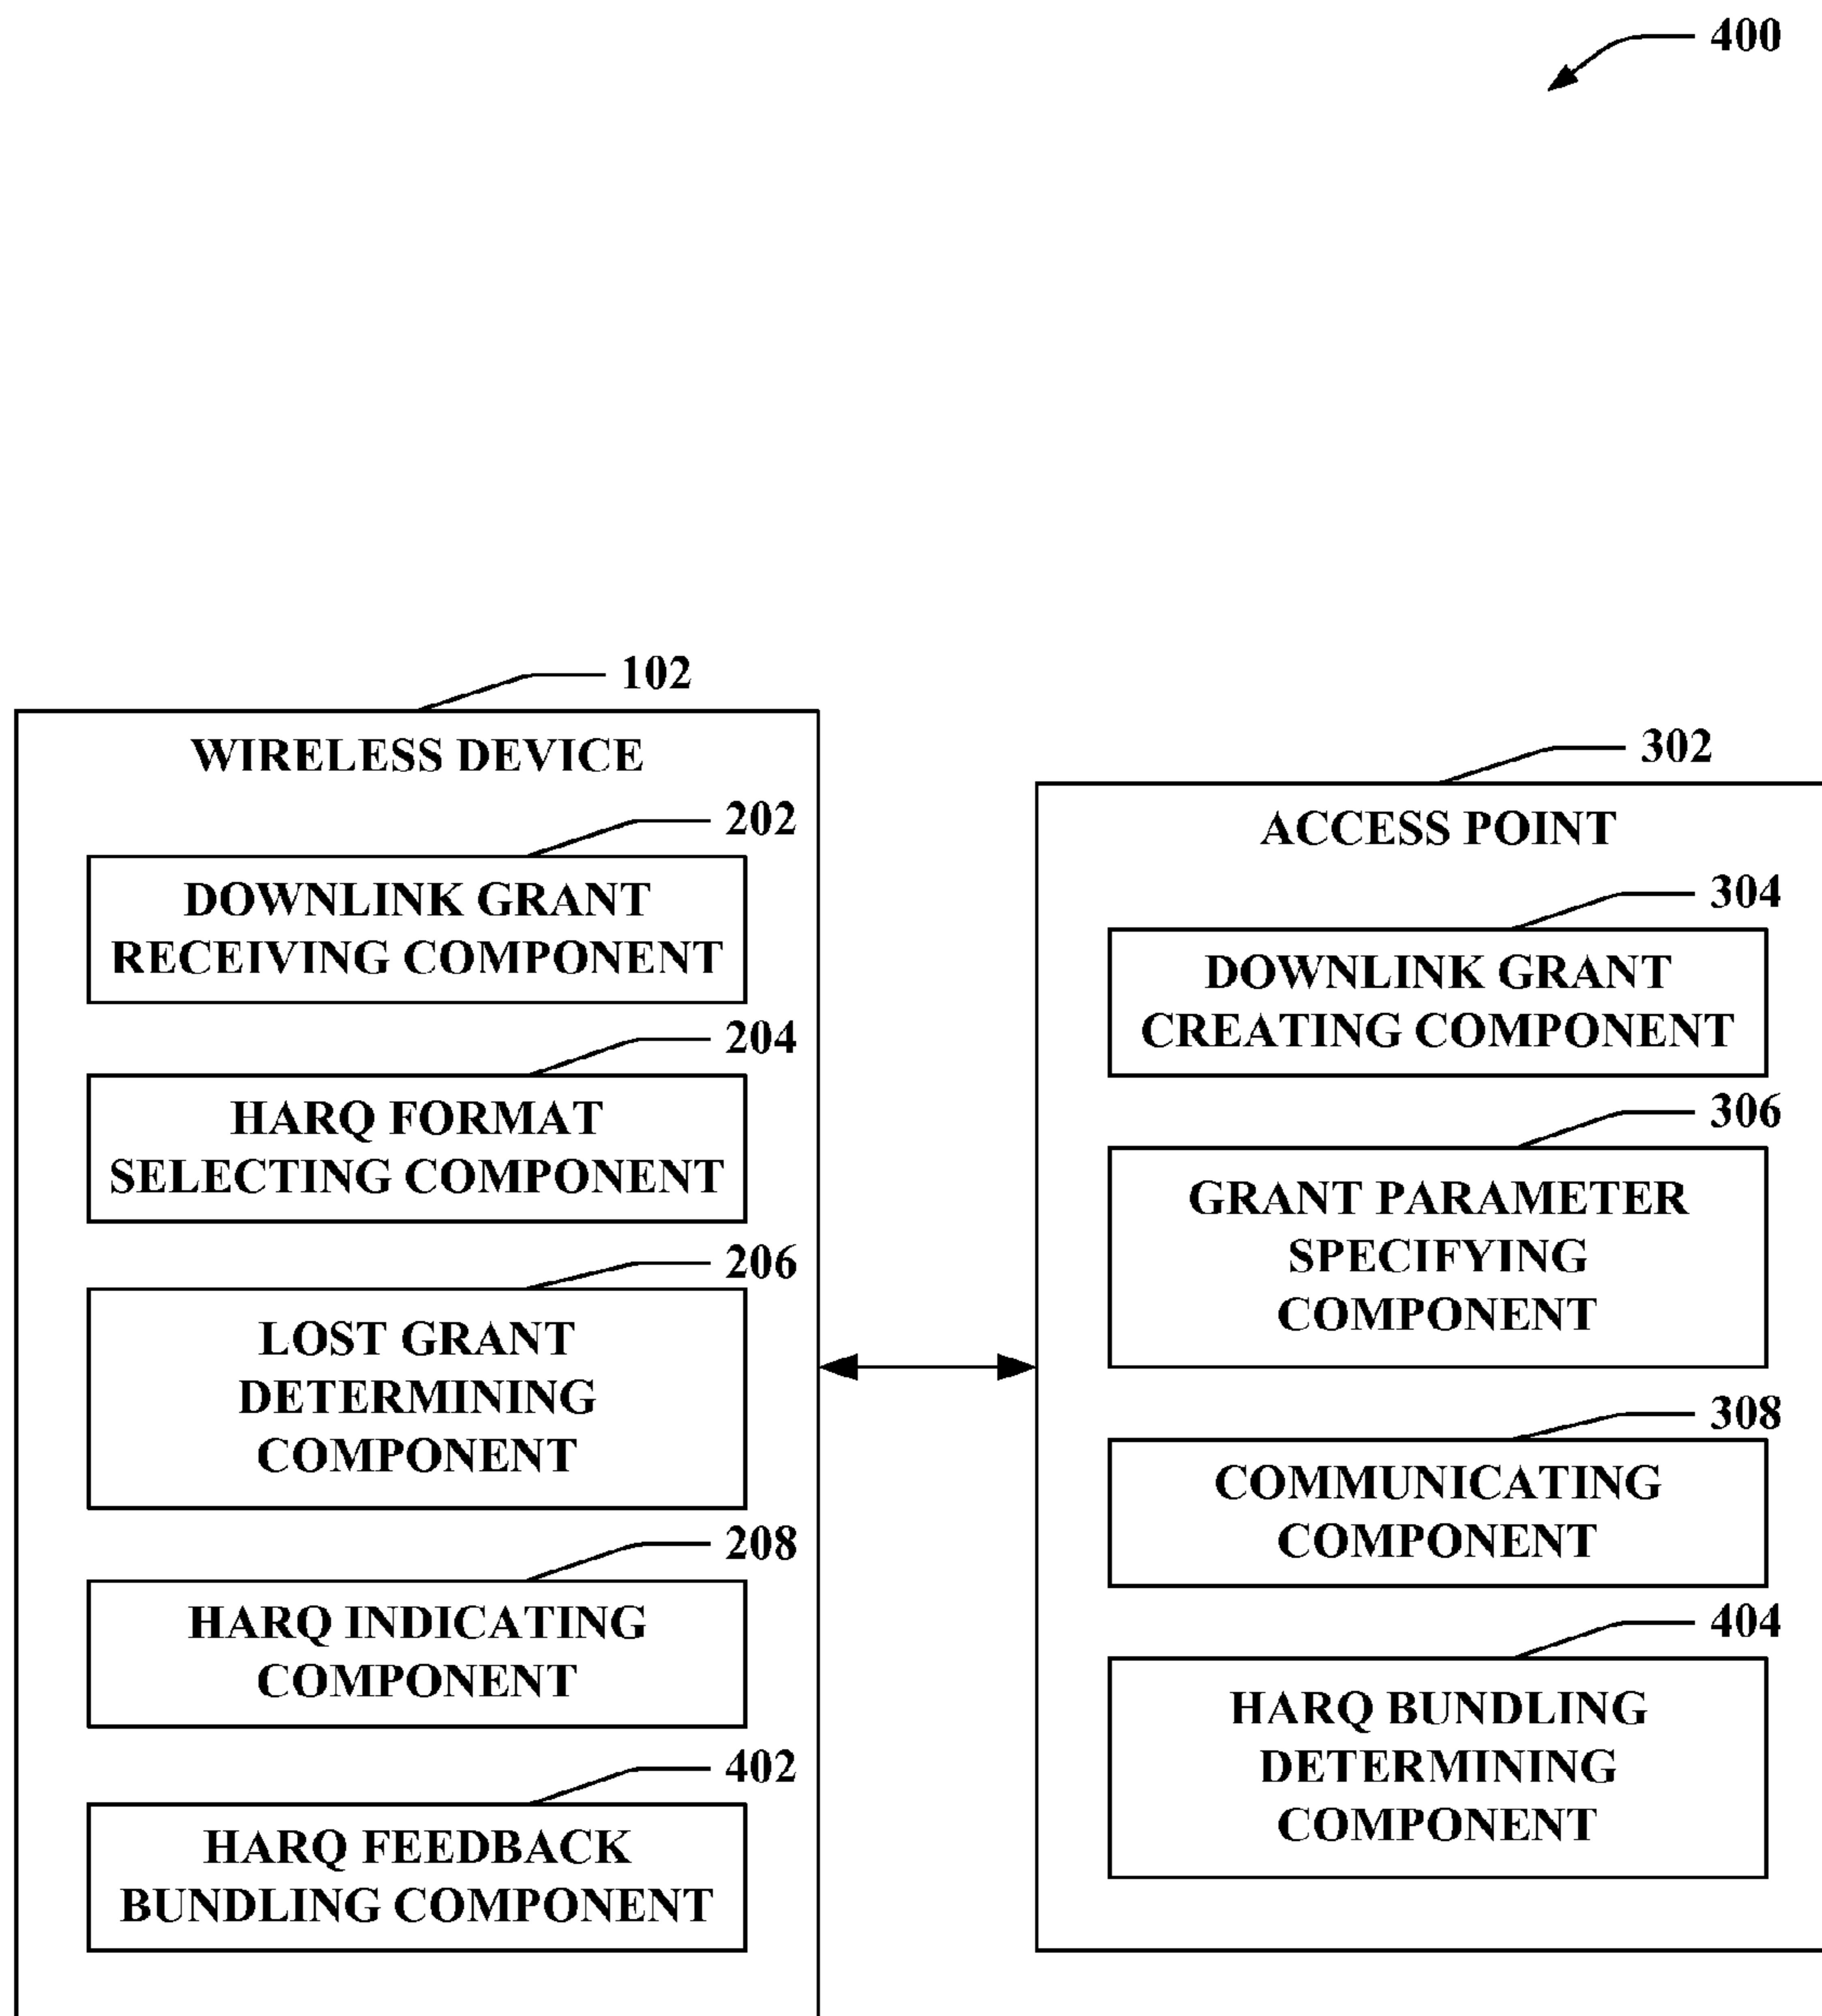 400
102
WIRELESS DEVICE
202
DOWNLINK GRANT
RECEIVING COMPONENT
204
HARQ FORMAT
SELECTING COMPONENT
206
LOST GRANT
DETERMINING
COMPONENT
208
HARQ INDICATING
COMPONENT
402
HARQ FEEDBACK
BUNDLING COMPONENT
302
ACCESS POINT
304
DOWNLINK GRANT
CREATING COMPONENT
306
GRANT PARAMETER
SPECIFYING
COMPONENT
308
COMMUNICATING
COMPONENT
404
HARQ BUNDLING
DETERMINING
COMPONENT